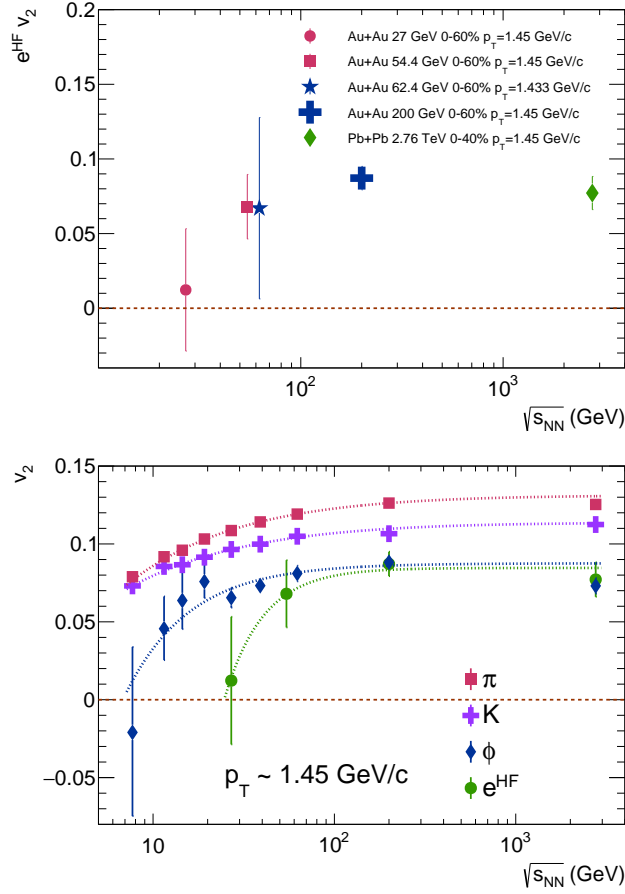 e^HF v_2
0.2
0.15
0.1
0.05
0
Au+Au 27 GeV 0-60% p_T=1.45 GeV/c
Au+Au 54.4 GeV 0-60% p_T=1.45 GeV/c
Au+Au 62.4 GeV 0-60% p_T=1.433 GeV/c
Au+Au 200 GeV 0-60% p_T=1.45 GeV/c
Pb+Pb 2.76 TeV 0-40% p_T=1.45 GeV/c
10^2 10^3
√s_NN (GeV)
v_2
0.15
0.1
0.05
0
−0.05
π
K
ϕ
e^HF
p_T ~ 1.45 GeV/c
10 10^2 10^3
√s_NN (GeV)